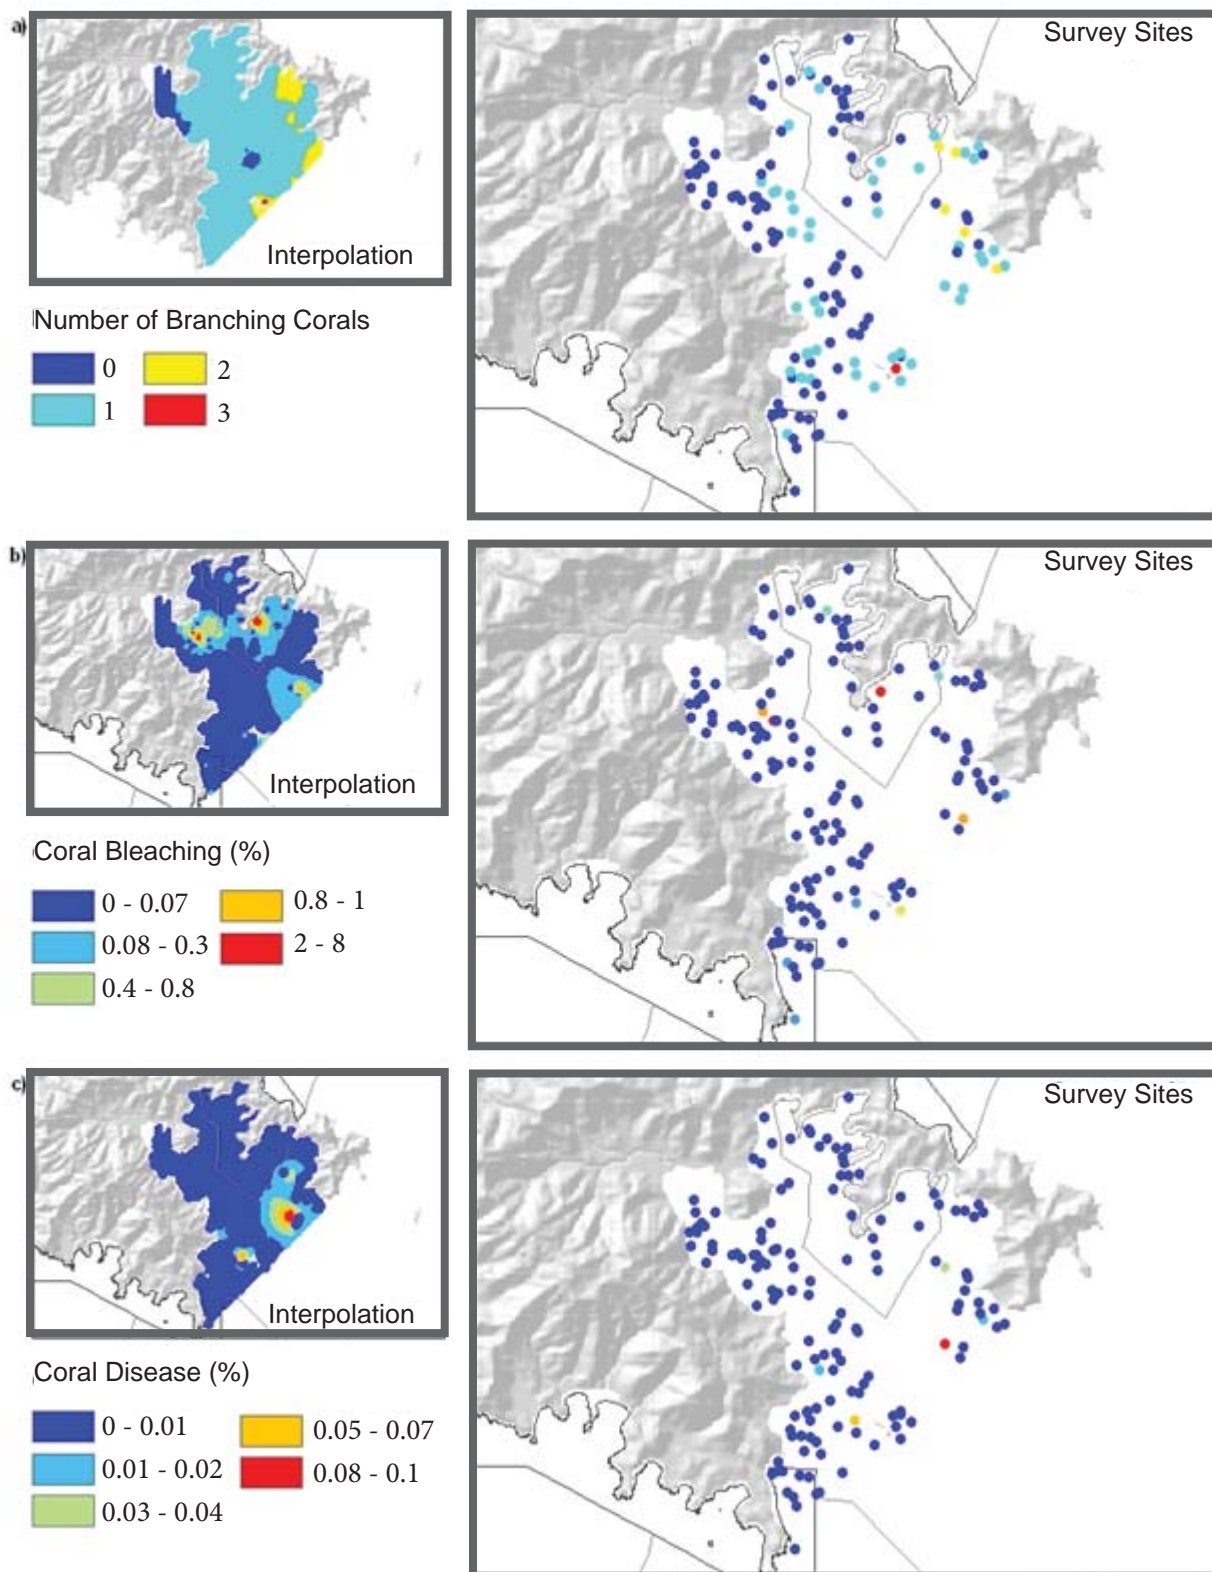 a)
Survey Sites
Interpolation
Number of Branching Corals
0
2
1
3
b)
Survey Sites
Interpolation
Coral Bleaching (%)
0 - 0.07
0.8 - 1
0.08 - 0.3
2 - 8
0.4 - 0.8
c)
Survey Sites
Interpolation
Coral Disease (%)
0 - 0.01
0.05 - 0.07
0.01 - 0.02
0.08 - 0.1
0.03 - 0.04